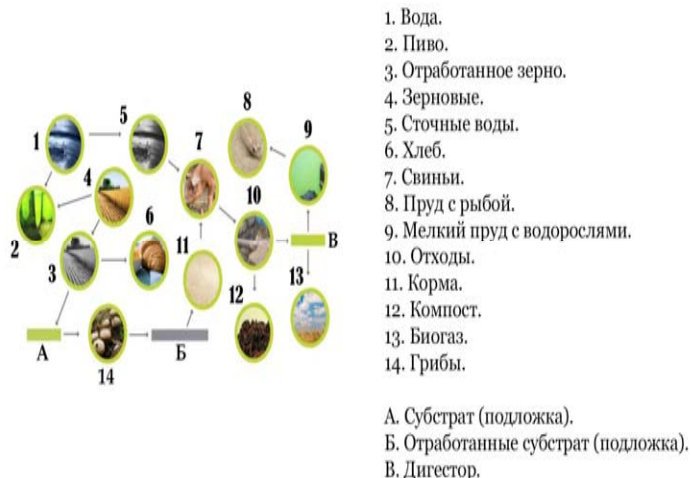 1
2
3
4
5
6
7
8
9
10
11
12
13
14
А
Б
В
1. Вода.
2. Пиво.
3. Отработанное зерно.
4. Зерновые.
5. Сточные воды.
6. Хлеб.
7. Свиньи.
8. Пруд с рыбой.
9. Мелкий пруд с водорослями.
10. Отходы.
11. Корма.
12. Компост.
13. Биогаз.
14. Грибы.
А. Субстрат (подложка).
Б. Отработанные субстрат (подложка).
В. Дигестор.